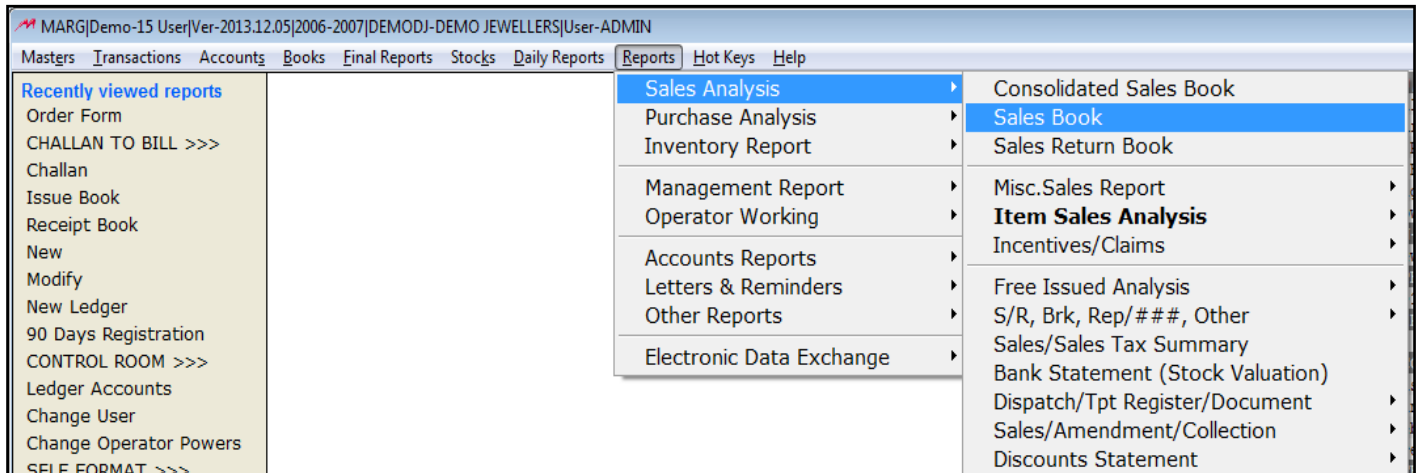 MARG|Demo-15 User|Ver-2013.12.05|2006-2007|DEMODJ-DEMO JEWELLERS|User-ADMIN
Masters Transactions Accounts Books Final Reports Stocks Daily Reports Reports Hot Keys Help
Recently viewed reports
Order Form
CHALLAN TO BILL >>>
Challan
Issue Book
Receipt Book
New
Modify
New Ledger
90 Days Registration
CONTROL ROOM >>>
Ledger Accounts
Change User
Change Operator Powers
SELF FORMAT >>>
Sales Analysis
Purchase Analysis
Inventory Report
Management Report
Operator Working
Accounts Reports
Letters & Reminders
Other Reports
Electronic Data Exchange
Consolidated Sales Book
Sales Book
Sales Return Book
Misc.Sales Report
Item Sales Analysis
Incentives/Claims
Free Issued Analysis
S/R, Brk, Rep/###, Other
Sales/Sales Tax Summary
Bank Statement (Stock Valuation)
Dispatch/Tpt Register/Document
Sales/Amendment/Collection
Discounts Statement